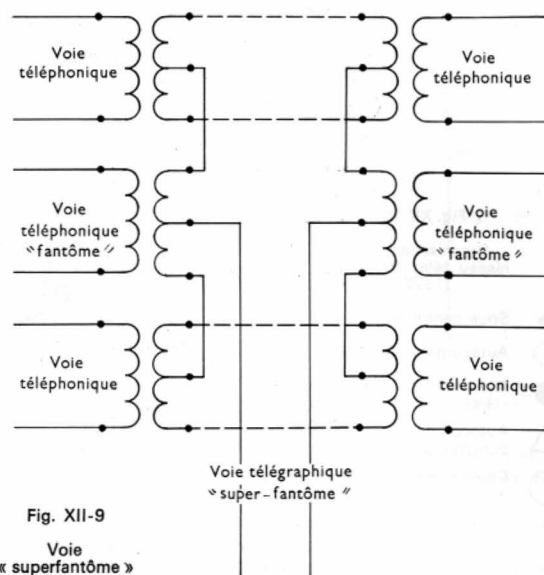 Voie
téléphonique
Voie
téléphonique
Voie
téléphonique
"fantôme"
Voie
téléphonique
"fantôme"
Voie
téléphonique
Voie
téléphonique
Voie télégraphique
"super-fantôme"
Fig. XII-9
Voie
« superfantôme »